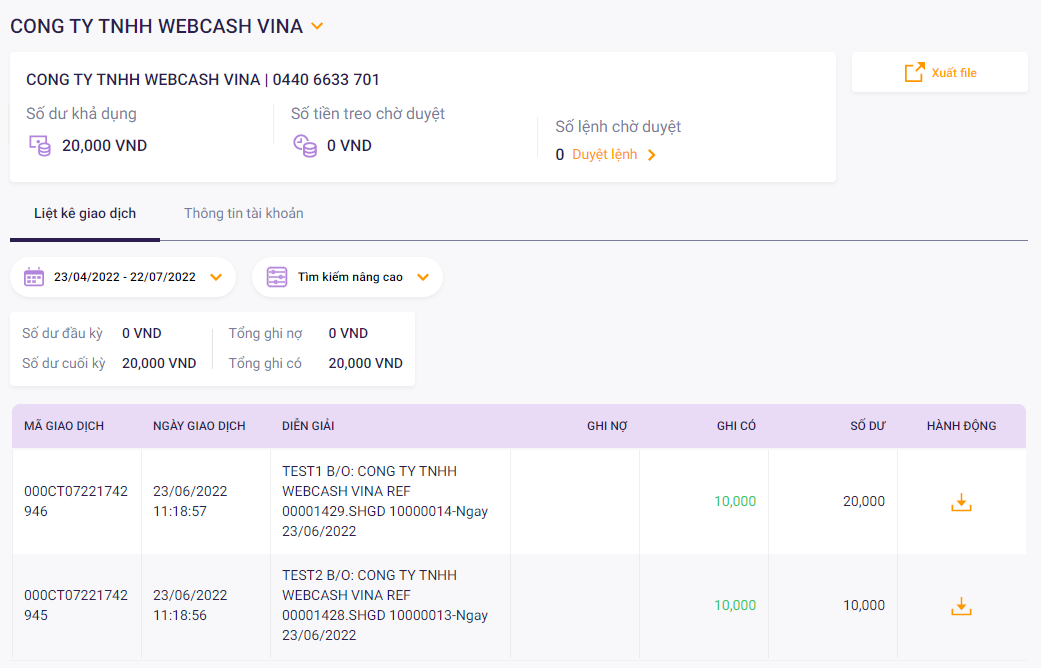 CONG TY TNHH WEBCASH VINA
CONG TY TNHH WEBCASH VINA | 0440 6633 701
Xuất file
Số dư khả dụng
20,000 VND
Số tiền treo chờ duyệt
0 VND
Số lệnh chờ duyệt
0 Duyệt lệnh
Liệt kê giao dịch
Thông tin tài khoản
23/04/2022 - 22/07/2022
Tìm kiếm nâng cao
Số dư đầu kỳ 0 VND
Tổng ghi nợ 0 VND
Số dư cuối kỳ 20,000 VND
Tổng ghi có 20,000 VND
MÃ GIAO DỊCH NGÀY GIAO DỊCH DIỄN GIẢI GHI NỢ GHI CÓ SỐ DƯ HÀNH ĐỘNG
000CT07221742
946
23/06/2022
11:18:57
TEST1 B/O: CONG TY TNHH
WEBCASH VINA REF
00001429.SHGD 10000014-Ngay
23/06/2022
10,000
20,000
000CT07221742
945
23/06/2022
11:18:56
TEST2 B/O: CONG TY TNHH
WEBCASH VINA REF
00001428.SHGD 10000013-Ngay
23/06/2022
10,000
10,000